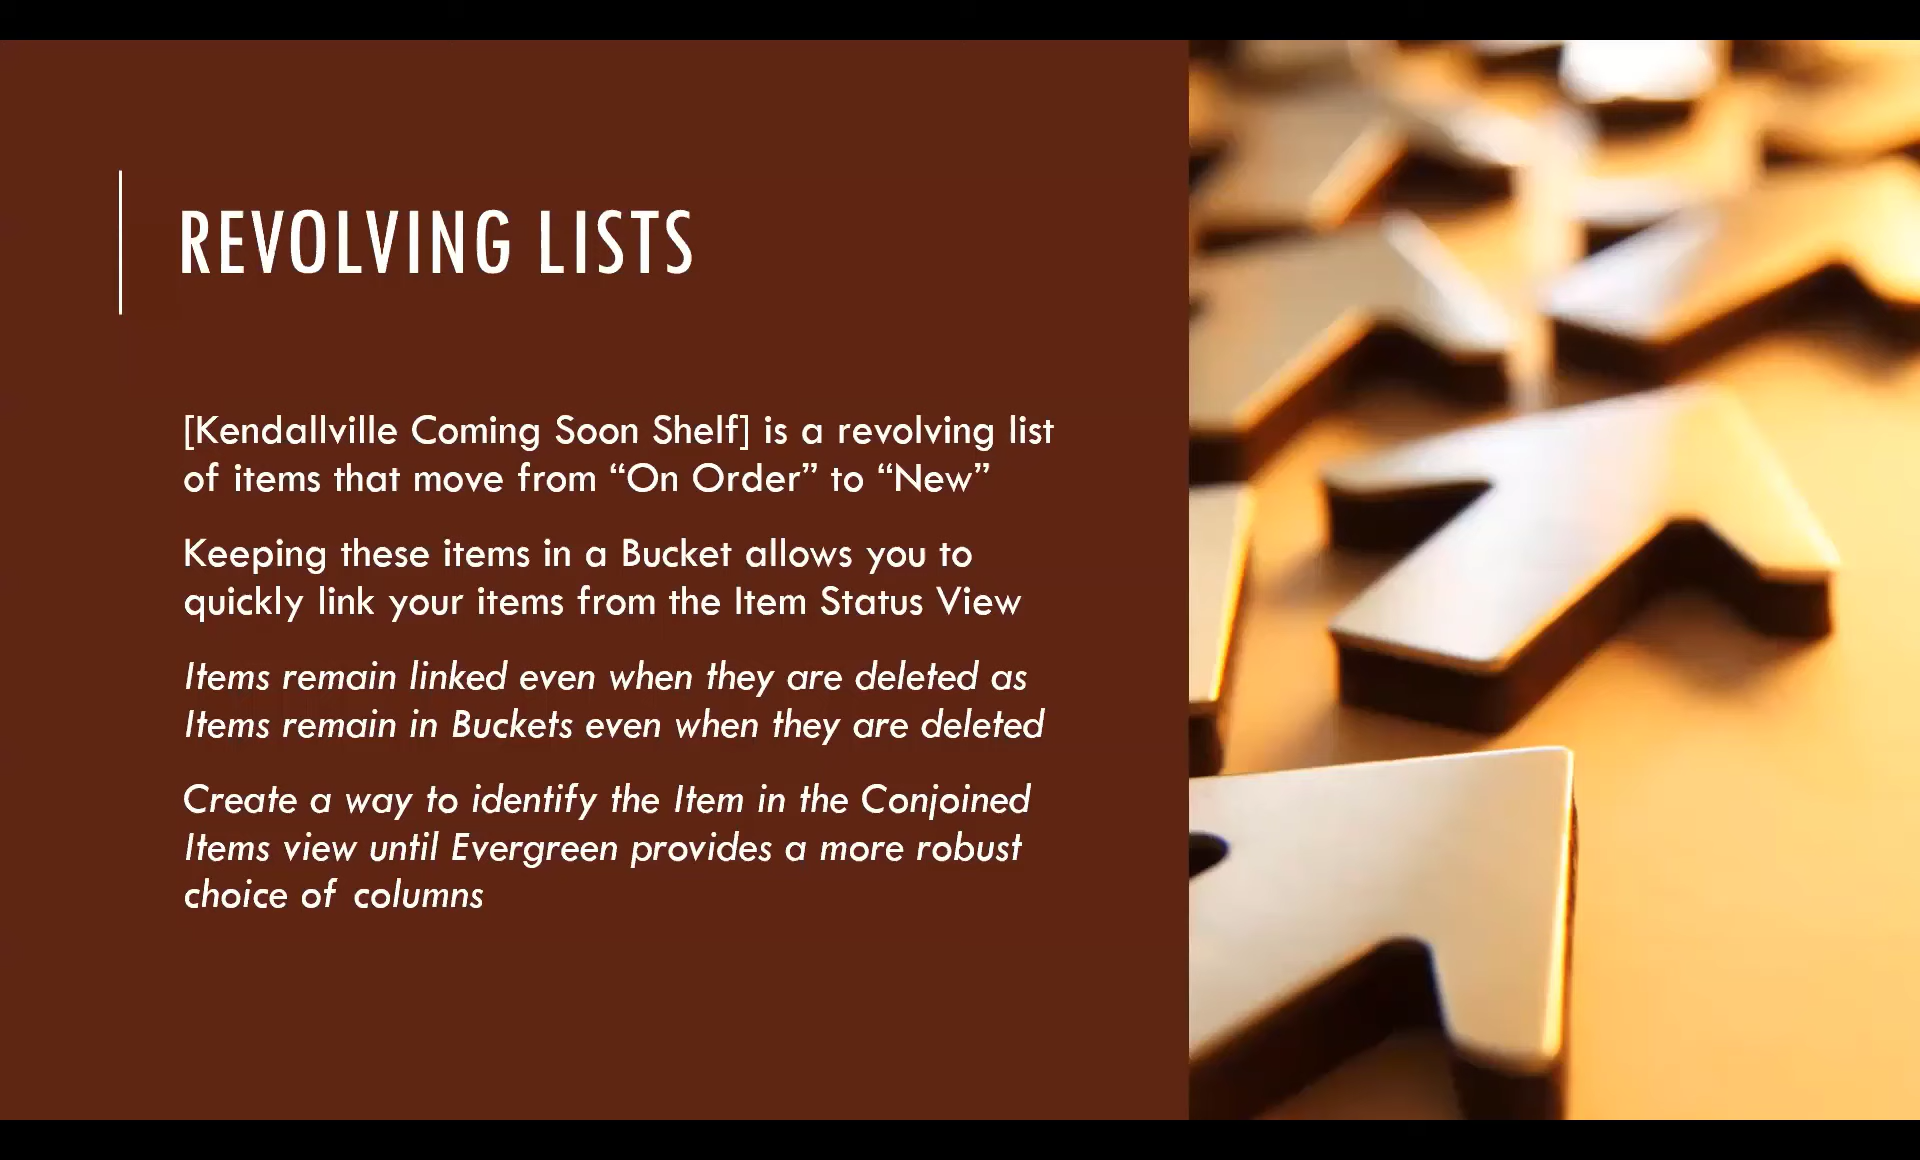 REVOLVING LISTS
[Kendallville Coming Soon Shelf] is a revolving list
of items that move from “On Order” to “New”
Keeping these items in a Bucket allows you to
quickly link your items from the Item Status View
Items remain linked even when they are deleted as
Items remain in Buckets even when they are deleted
Create a way to identify the Item in the Conjoined
Items view until Evergreen provides a more robust
choice of columns